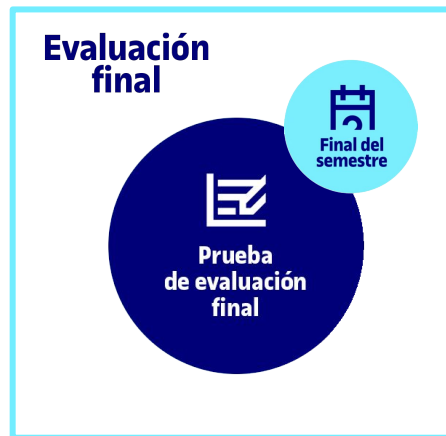 Evaluación
final
Final del
semestre
Prueba
de evaluación
final